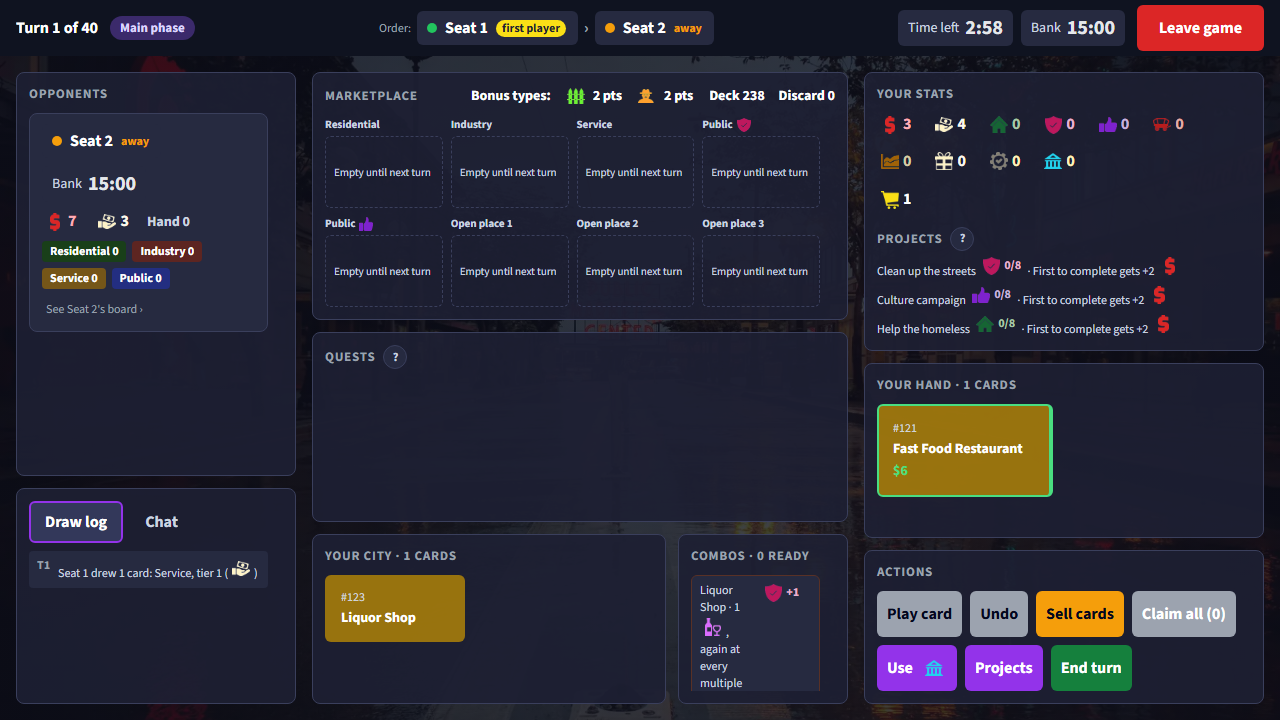 Turn 1 of 40
Main phase
Order:
Seat 1
first player
›
Seat 2
away
Time left 2:58
Bank 15:00
Leave game
OPPONENTS
Seat 2 away
Bank 15:00
7
3
Hand 0
Residential 0
Industry 0
Service 0
Public 0
See Seat 2's board ›
Draw log
Chat
T1
Seat 1 drew 1 card: Service, tier 1 ( )
MARKETPLACE
Bonus types:
2 pts
2 pts
Deck 238
Discard 0
Residential
Industry
Service
Public
Empty until next turn
Empty until next turn
Empty until next turn
Empty until next turn
Public
Open place 1
Open place 2
Open place 3
Empty until next turn
Empty until next turn
Empty until next turn
Empty until next turn
QUESTS
?
YOUR CITY · 1 CARDS
#123
Liquor Shop
COMBOS · 0 READY
Liquor
Shop · 1
,
again at
every
multiple
+1
YOUR STATS
3
4
0
0
0
0
0
0
0
0
1
PROJECTS
?
Clean up the streets 0/8 · First to complete gets +2
Culture campaign 0/8 · First to complete gets +2
Help the homeless 0/8 · First to complete gets +2
YOUR HAND · 1 CARDS
#121
Fast Food Restaurant
$6
ACTIONS
Play card
Undo
Sell cards
Claim all (0)
Use
Projects
End turn